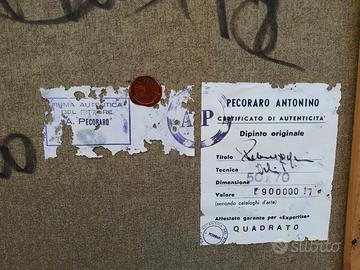 FIRMA AUTENTICA
DEL PITTORE
A. PECORARO
AP
PECORARO ANTONINO
CERTIFICATO DI AUTENTICITA'
Dipinto originale
Titolo
Tecnica
Dimensione 50x70
Valore £900000
(secondo cataloghi d'arte)
Attestato garante per «Expertise»
QUADRATO
subito